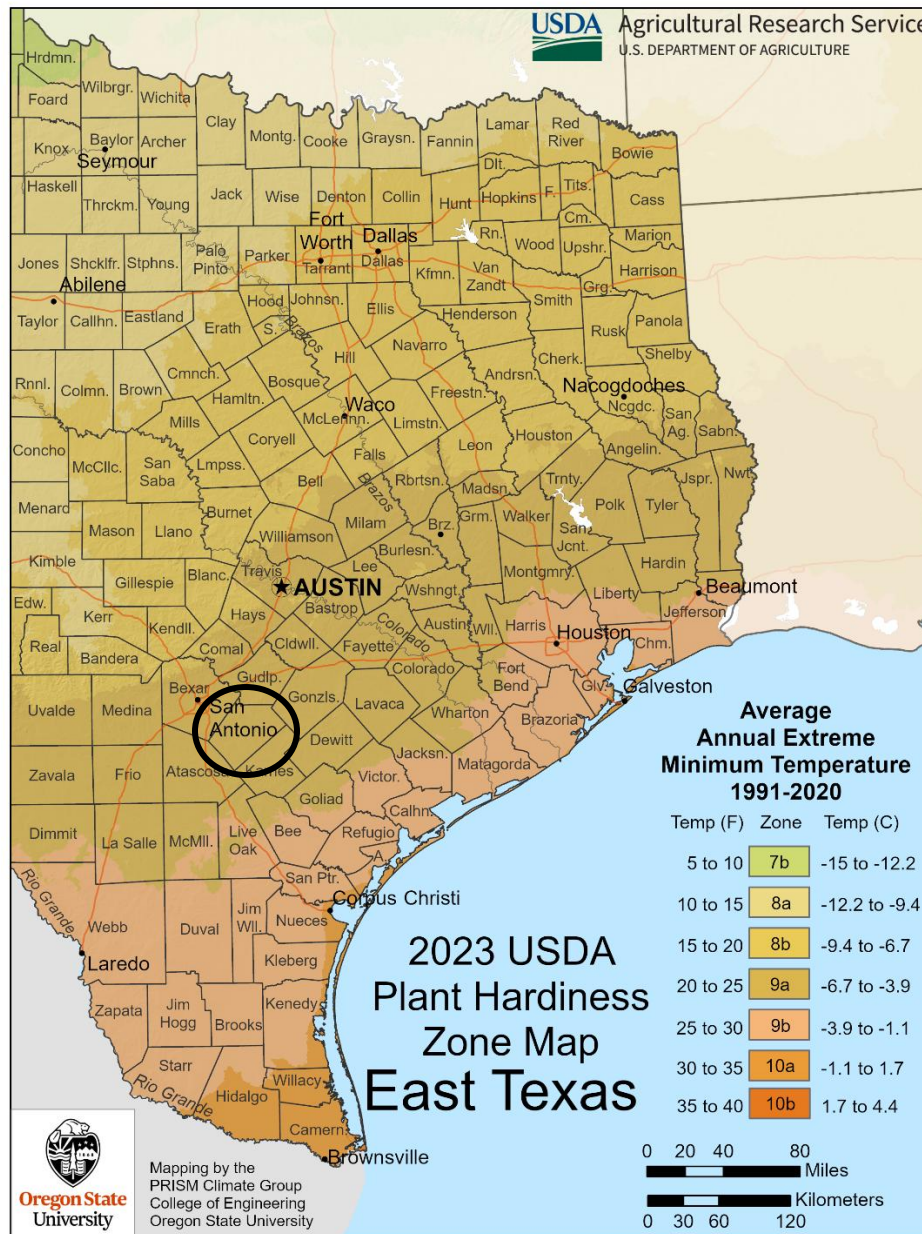 USDA
Agricultural Research Service
U.S. DEPARTMENT OF AGRICULTURE
Hrdmn.
Foard Wilbrgr. Wichita
Clay Montg. Cooke Graysn. Fannin Lamar Red River Bowie
Knox Baylor Archer
Seymour
Dlt. Hopkins F. Tits. Cass
Haskell Thrckm. Young Jack Wise Denton Collin Hunt
Cm. Marion
Rn. Wood Upshr. Harrison
Jones Shcklfr. Stphns. Palo Pinto Parker
Fort Worth
Tarrant
Dallas
Dallas
Kfmn. Van Zandt Grg.
Abilene
Taylor Callhn. Eastland Erath Hood S. Johnsn. Ellis Henderson Smith Rusk Panola
Brazos
Rnnl. Colmn. Brown Cmnch. Bosque Hill Navarro Andrsn. Cherk. Shelby
Hamltn. Waco
McLennn. Freestn.
Nacogdoches
Ncgdc. San Ag. Sabn.
Mills Coryell Limstn. Leon Houston Angelin.
Concho McCllc. San Saba Lmpss. Bell Falls Brazos Rbrtsn. Madsn. Trnty. Polk Tyler Jspr. Nwt.
Menard Mason Llano Burnet Williamson Milam Brz. Grm. Walker San Jcnt.
Kimble Gillespie Blanc. Travis Lee Burlesn. Montgmry. Hardin
AUSTIN
Wshngt. Liberty Beaumont
Edw. Kerr Hays Bastrop Austin Wll. Harris Jefferson
Real Bandera Kendll. Comal Cldwll. Fayette Colorado Houston Chm.
Gudlp. Colorado Fort Bend Glv.
Uvalde Medina Bexar
San Antonio
Gonzls. Lavaca Wharton Brazoria Galveston
Dewitt Jacksn. Matagorda
Zavala Frio Atascosa Karnes Victor.
Goliad Calhn.
Dimmit La Salle McMll. Live Oak Bee Refugio
A.
San Ptr.
Rio Grande
Corpus Christi
Webb Duval Jim Wll. Nueces
Laredo Kleberg
Zapata Jim Hogg Brooks Kenedy
Starr
Rio Grande
Hidalgo Willacy
Camern.
Brownsville
Average
Annual Extreme
Minimum Temperature
1991-2020
Temp (F) Zone Temp (C)
5 to 10 7b -15 to -12.2
10 to 15 8a -12.2 to -9.4
15 to 20 8b -9.4 to -6.7
20 to 25 9a -6.7 to -3.9
25 to 30 9b -3.9 to -1.1
30 to 35 10a -1.1 to 1.7
35 to 40 10b 1.7 to 4.4
2023 USDA
Plant Hardiness
Zone Map
East Texas
0 20 40 80
Miles
Kilometers
0 30 60 120
Oregon State
University
Mapping by the
PRISM Climate Group
College of Engineering
Oregon State University